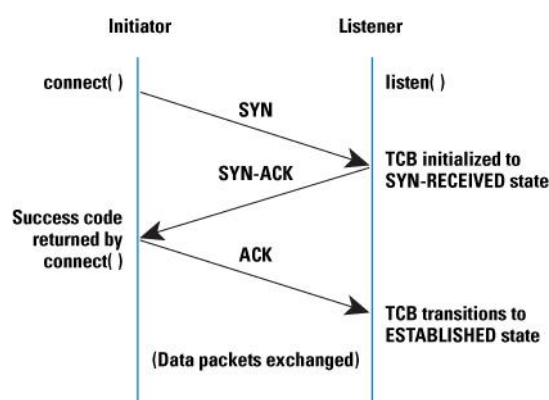 Initiator
Listener
connect( )
listen( )
SYN
TCB initialized to
SYN-RECEIVED state
SYN-ACK
Success code
returned by
connect( )
ACK
TCB transitions to
ESTABLISHED state
(Data packets exchanged)